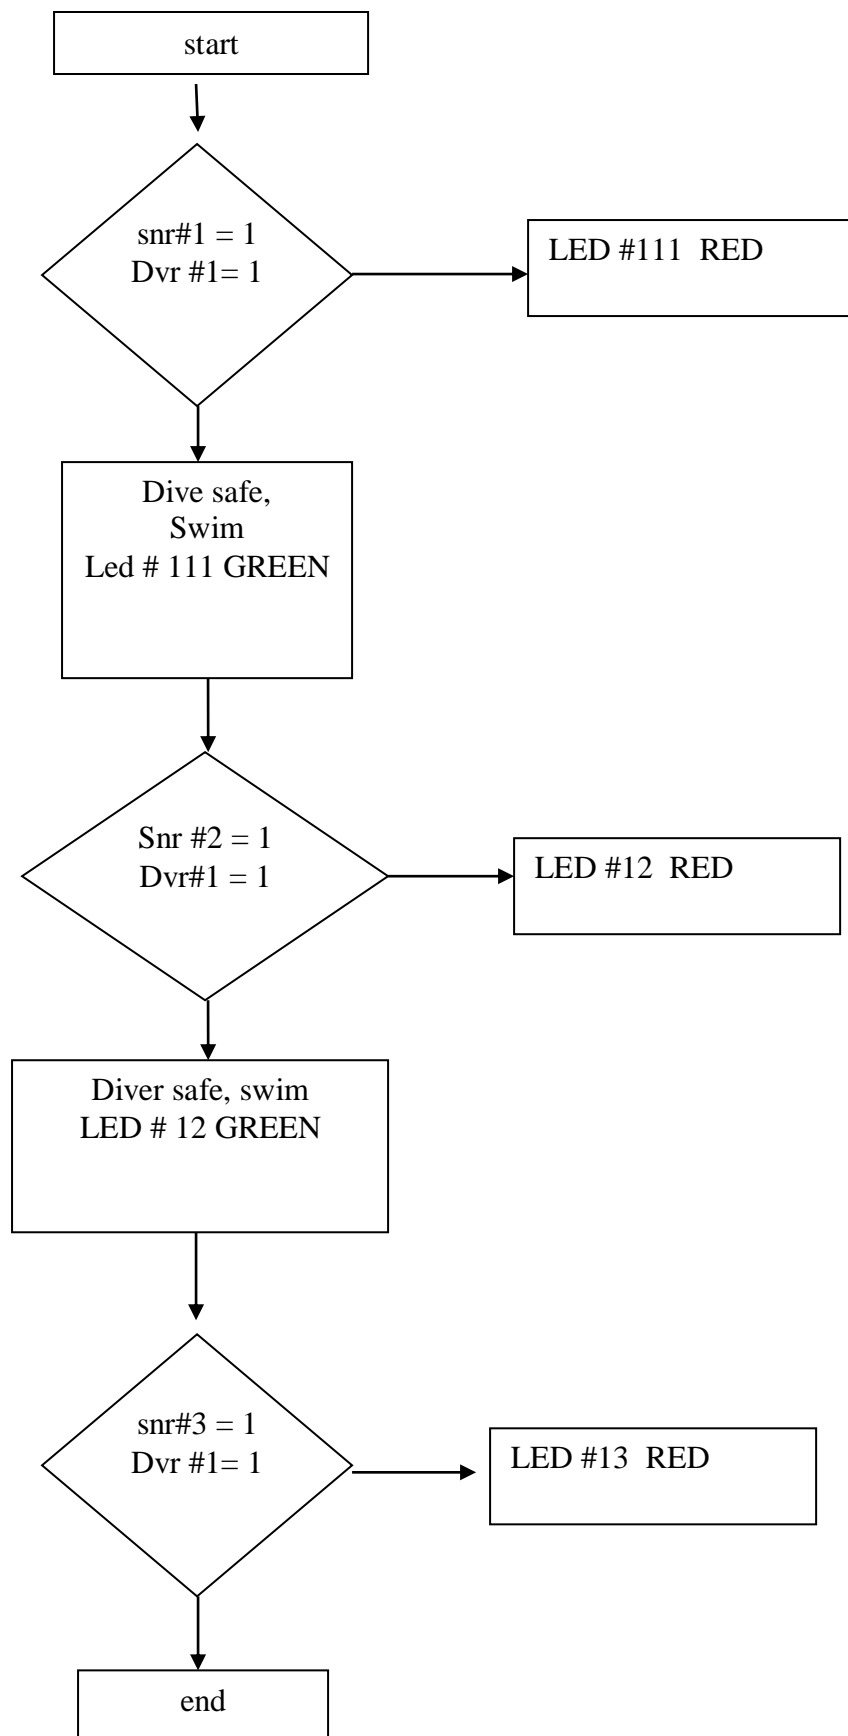 start
snr#1 = 1
Dvr #1= 1
LED #111  RED
Dive safe,
Swim
Led # 111 GREEN
Snr #2 = 1
Dvr#1 = 1
LED #12  RED
Diver safe, swim
LED # 12 GREEN
snr#3 = 1
Dvr #1= 1
LED #13  RED
end